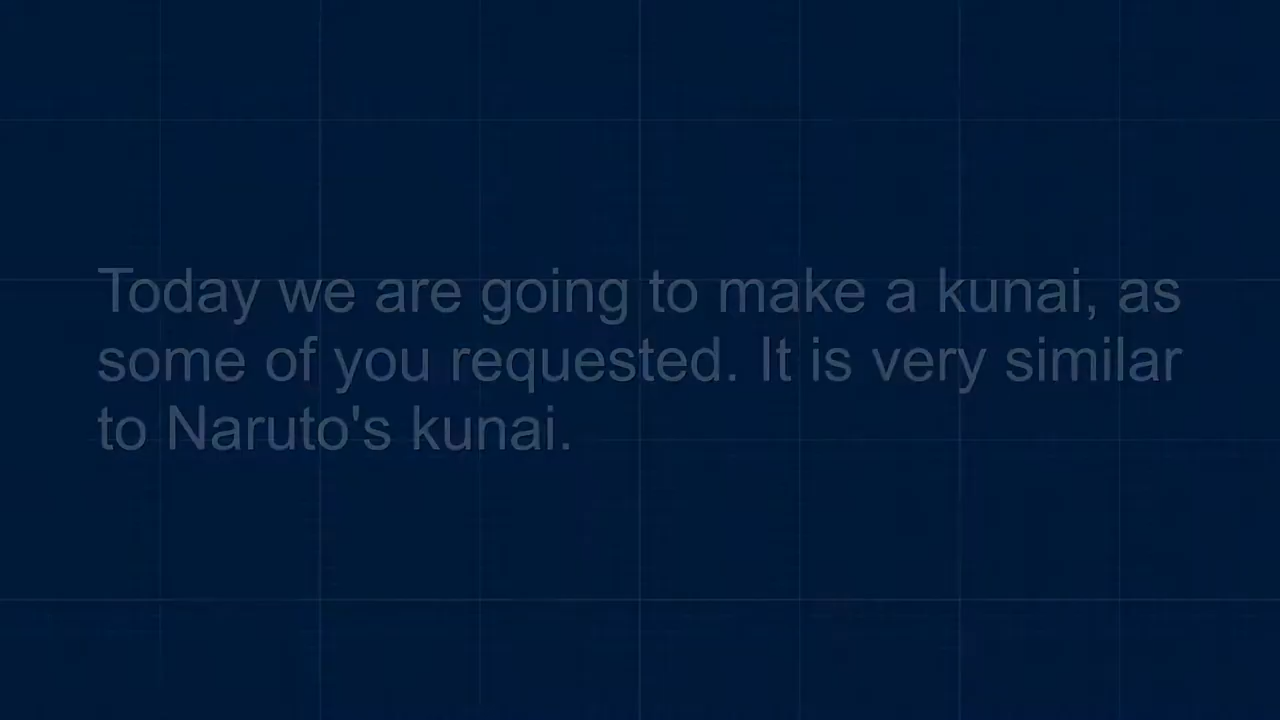 Today we are going to make a kunai, as
some of you requested. It is very similar
to Naruto's kunai.